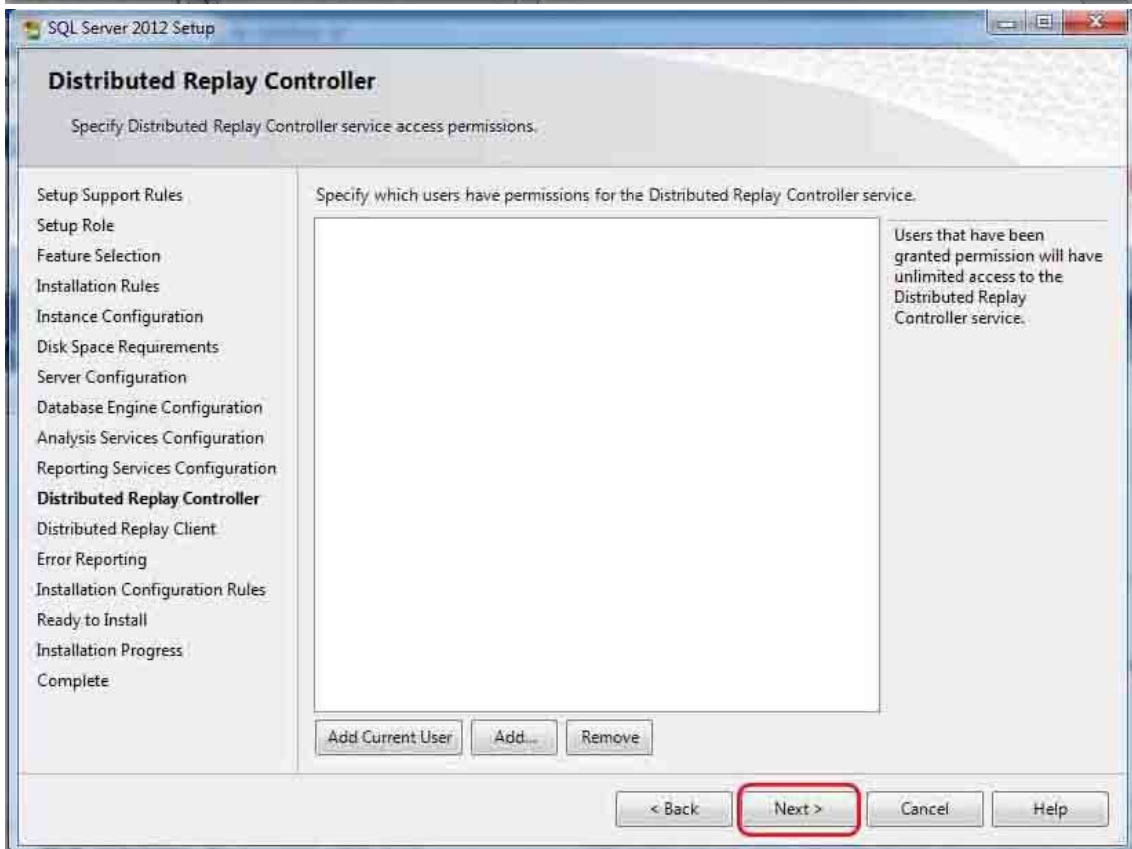 SQL Server 2012 Setup
Distributed Replay Controller
Specify Distributed Replay Controller service access permissions.
Setup Support Rules
Setup Role
Feature Selection
Installation Rules
Instance Configuration
Disk Space Requirements
Server Configuration
Database Engine Configuration
Analysis Services Configuration
Reporting Services Configuration
Distributed Replay Controller
Distributed Replay Client
Error Reporting
Installation Configuration Rules
Ready to Install
Installation Progress
Complete
Specify which users have permissions for the Distributed Replay Controller service.
Users that have been
granted permission will have
unlimited access to the
Distributed Replay
Controller service.
Add Current User
Add...
Remove
< Back
Next >
Cancel
Help